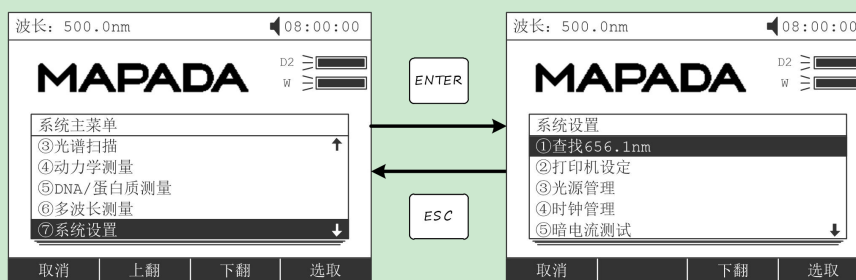 波长: 500.0nm 08:00:00
MAPADA
D2
W
系统主菜单
③光谱扫描
④动力学测量
⑤DNA/蛋白质测量
⑥多波长测量
⑦系统设置
取消 上翻 下翻 选取
ENTER
ESC
波长: 500.0nm 08:00:00
MAPADA
D2
W
系统设置
①查找656.1nm
②打印机设定
③光源管理
④时钟管理
⑤暗电流测试
取消 下翻 选取